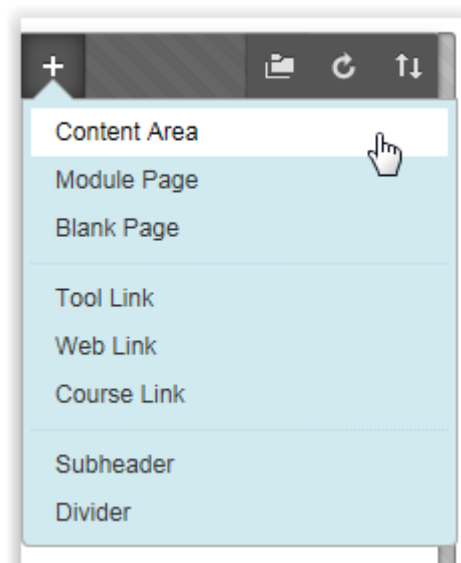 Content Area
Module Page
Blank Page
Tool Link
Web Link
Course Link
Subheader
Divider